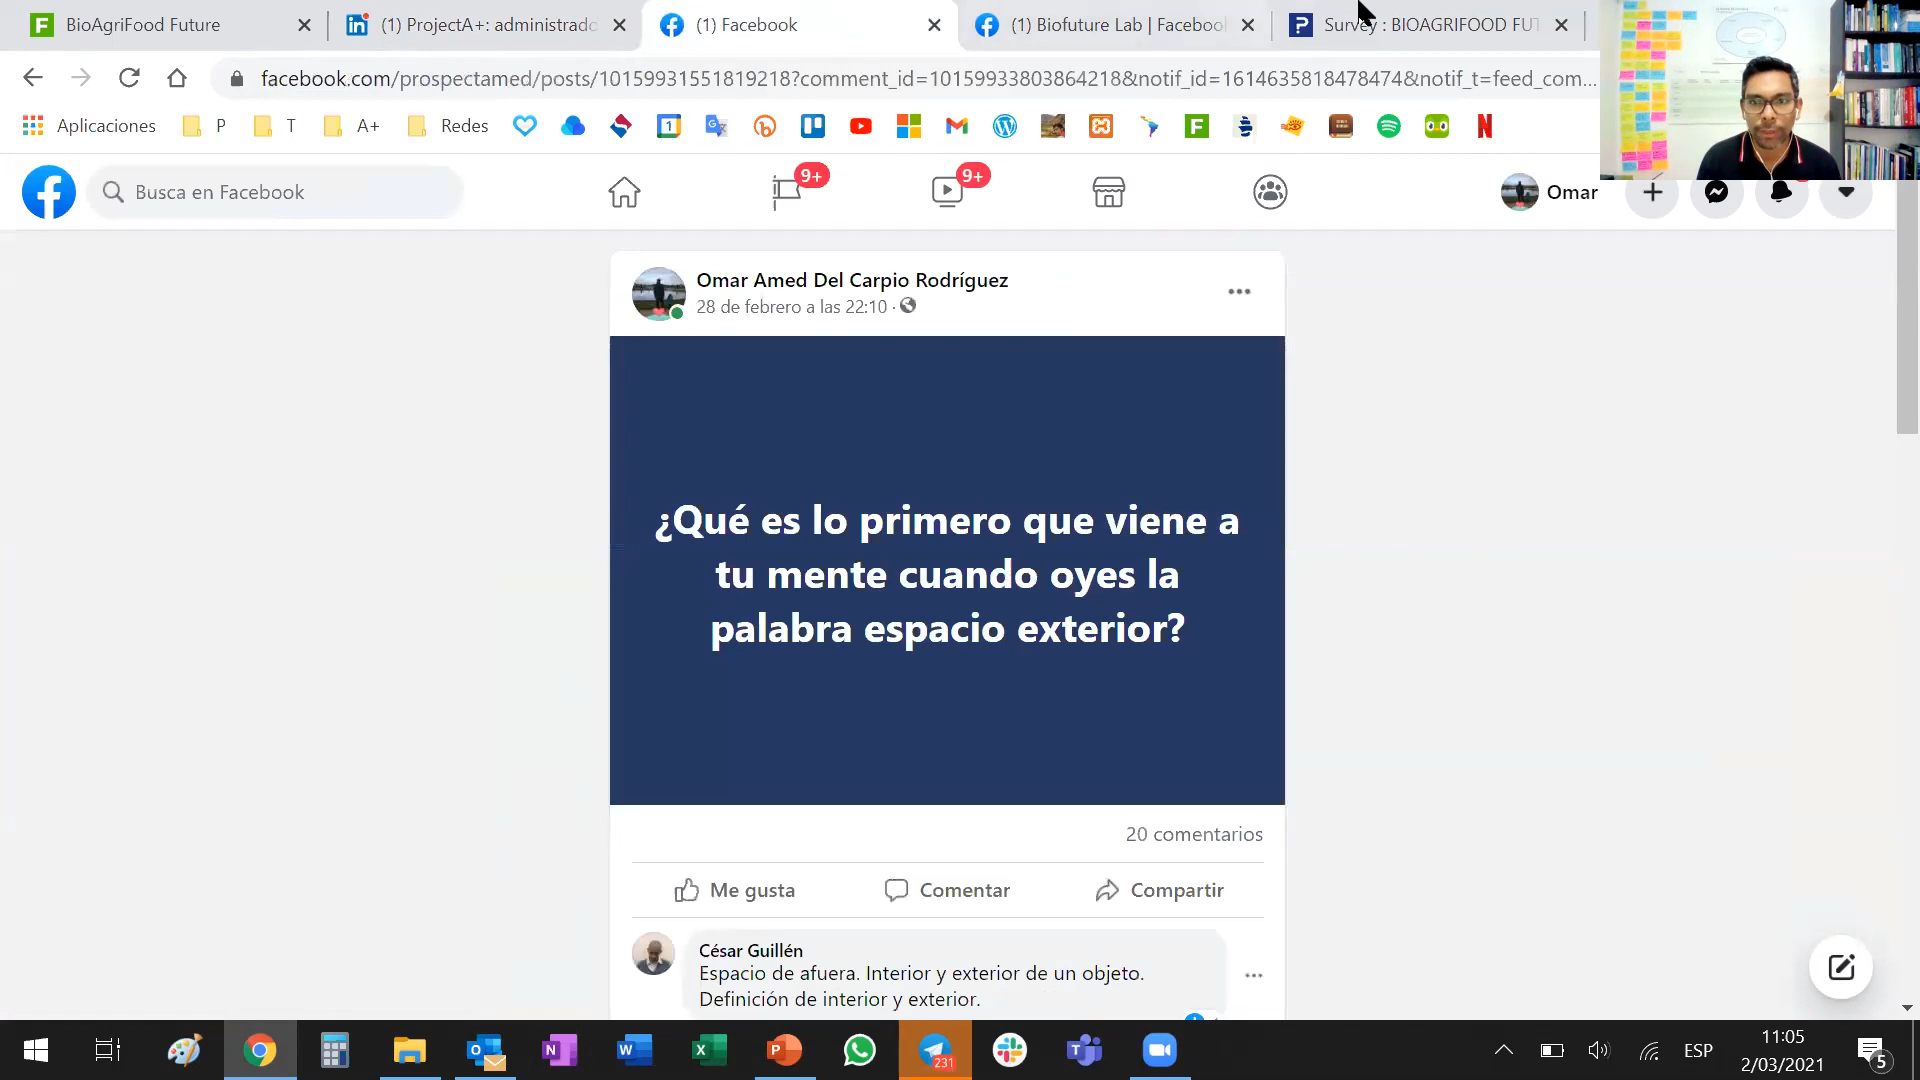 BioAgriFood Future
(1) ProjectA+: administrado
(1) Facebook
(1) Biofuture Lab | Facebook
Survey : BIOAGRIFOOD FUT
facebook.com/prospectamed/posts/10159931551819218?comment_id=10159933803864218&notif_id=1614635818478474&notif_t=feed_com...
Aplicaciones
P
T
A+
Redes
Busca en Facebook
9+
9+
Omar
Omar Amed Del Carpio Rodríguez
28 de febrero a las 22:10 ·
¿Qué es lo primero que viene a
tu mente cuando oyes la
palabra espacio exterior?
20 comentarios
Me gusta
Comentar
Compartir
César Guillén
Espacio de afuera. Interior y exterior de un objeto.
Definición de interior y exterior.
231
ESP
11:05
2/03/2021
5